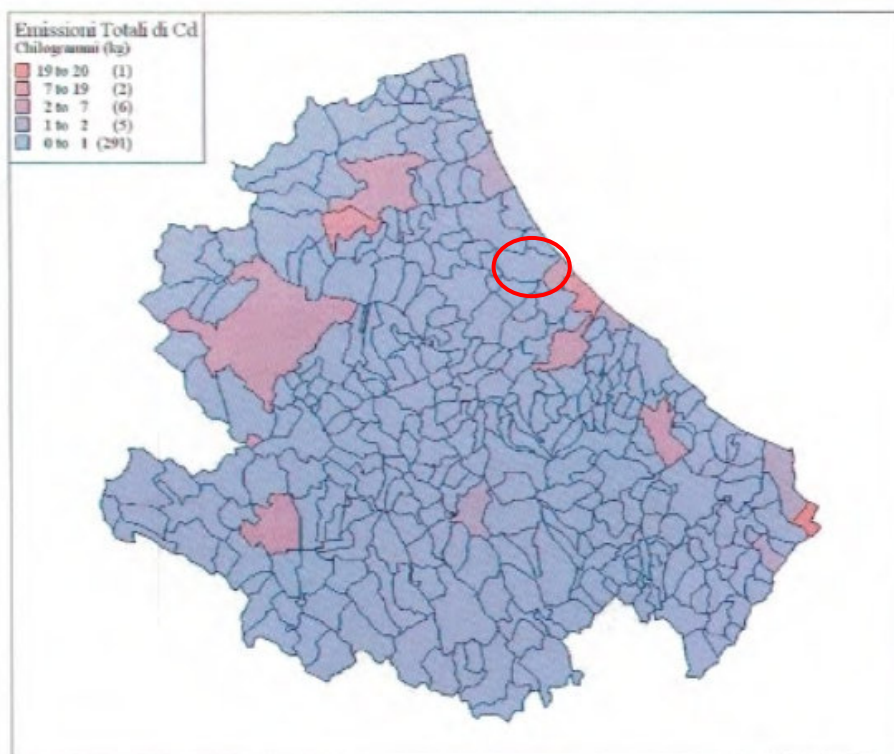 Emissioni Totali di Cd
Chilogrammi (kg)
19 to 20 (1)
7 to 19 (2)
2 to 7 (6)
1 to 2 (5)
0 to 1 (291)